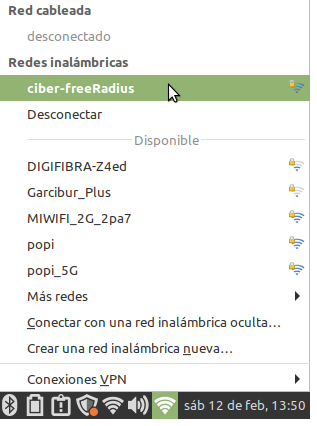 Red cableada
desconectado
Redes inalámbricas
ciber-freeRadius
Desconectar
Disponible
DIGIFIBRA-Z4ed
Garcibur_Plus
MIWIFI_2G_2pa7
popi
popi_5G
Más redes
Conectar con una red inalámbrica oculta...
Crear una red inalámbrica nueva...
Conexiones VPN
sáb 12 de feb, 13:50